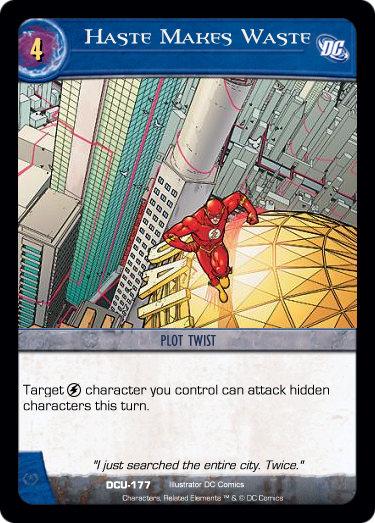 4
Haste Makes Waste
DC
PLOT TWIST
Target character you control can attack hidden
characters this turn.
"I just searched the entire city. Twice."
DCU-177 Illustrator DC Comics
Characters, Related Elements ™ & © DC Comics